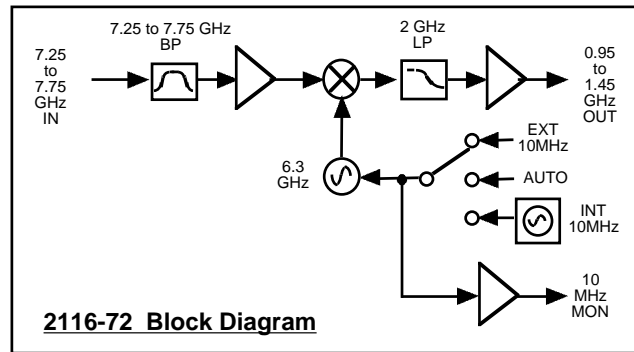 7.25 to 7.75 GHz
BP
7.25
to
7.75
GHz
IN
2 GHz
LP
0.95
to
1.45
GHz
OUT
6.3
GHz
EXT
10MHz
AUTO
INT
10MHz
10
MHz
MON
2116-72 Block Diagram